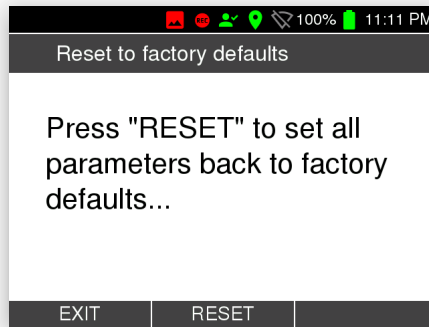 REC 100% 11:11 PM
Reset to factory defaults
Press "RESET" to set all
parameters back to factory
defaults...
EXIT RESET